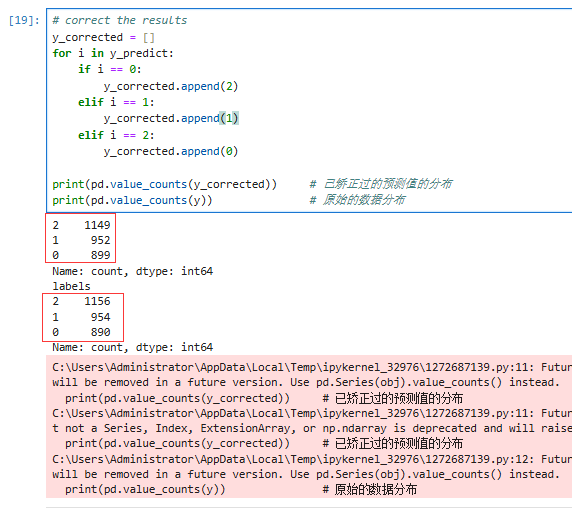 [19]: # correct the results
y_corrected = []
for i in y_predict:
    if i == 0:
        y_corrected.append(2)
    elif i == 1:
        y_corrected.append(1)
    elif i == 2:
        y_corrected.append(0)
print(pd.value_counts(y_corrected))     # 已矫正过的预测值的分布
print(pd.value_counts(y))               # 原始的数据分布
2    1149
1     952
0     899
Name: count, dtype: int64
labels
2    1156
1     954
0     890
Name: count, dtype: int64
C:\Users\Administrator\AppData\Local\Temp\ipykernel_32976\1272687139.py:11: Futur
will be removed in a future version. Use pd.Series(obj).value_counts() instead.
  print(pd.value_counts(y_corrected))     # 已矫正过的预测值的分布
C:\Users\Administrator\AppData\Local\Temp\ipykernel_32976\1272687139.py:11: Futur
t not a Series, Index, ExtensionArray, or np.ndarray is deprecated and will raise
  print(pd.value_counts(y_corrected))     # 已矫正过的预测值的分布
C:\Users\Administrator\AppData\Local\Temp\ipykernel_32976\1272687139.py:12: Futur
will be removed in a future version. Use pd.Series(obj).value_counts() instead.
  print(pd.value_counts(y))               # 原始的数据分布